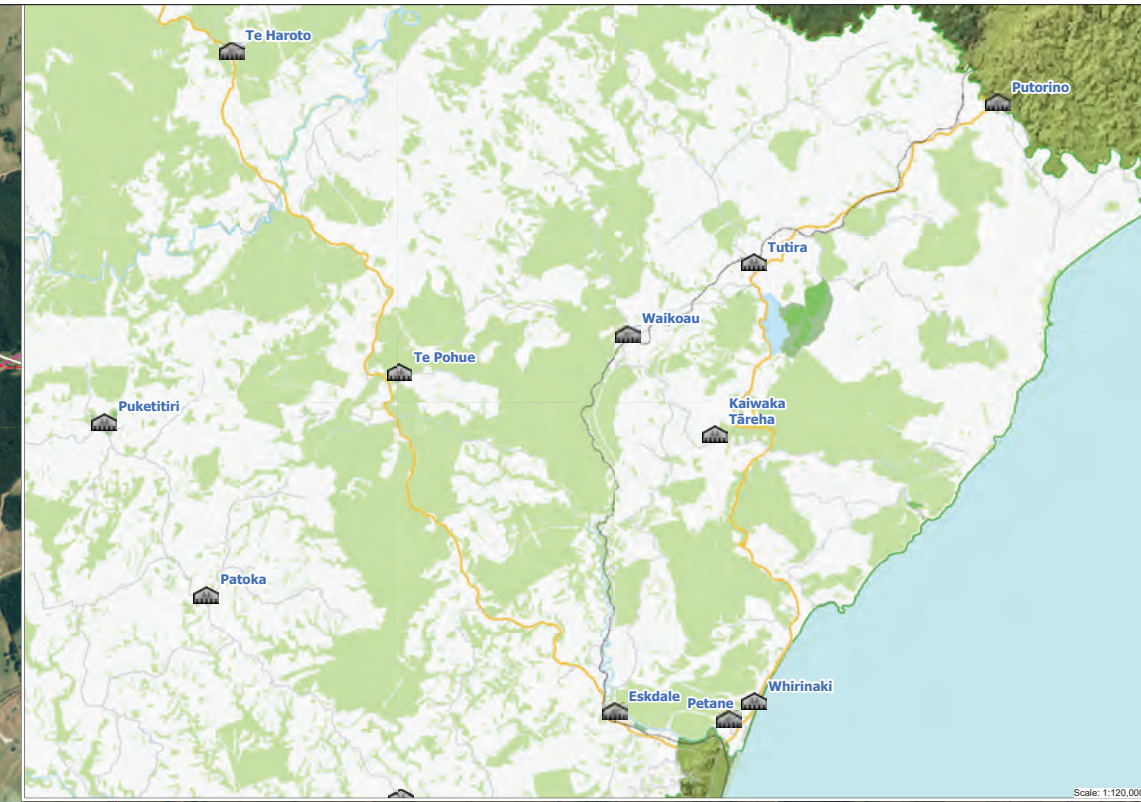 Te Haroto
Putorino
Tutira
Waikoau
Te Pohue
Puketitiri
Kaiwaka
Tāreha
Patoka
Eskdale
Petane
Whirinaki
Scale: 1:120,000